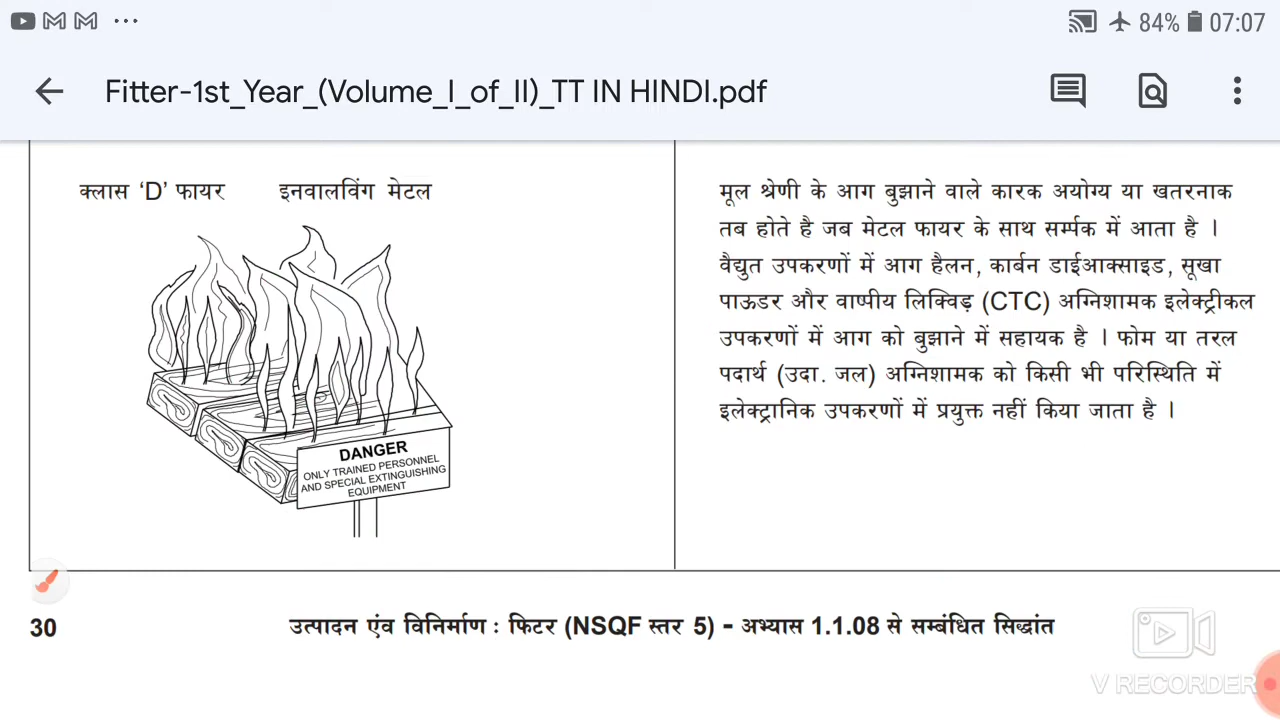 84% 07:07
Fitter-1st_Year_(Volume_I_of_II)_TT IN HINDI.pdf
क्लास ‘D’ फायर इनवालविंग मेटल
DANGER
ONLY TRAINED PERSONNEL
AND SPECIAL EXTINGUISHING
EQUIPMENT
मूल श्रेणी के आग बुझाने वाले कारक अयोग्य या खतरनाक
तब होते है जब मेटल फायर के साथ सर्म्पक में आता है ।
वैद्युत उपकरणों में आग हैलन, कार्बन डाईआक्साइड, सूखा
पाऊडर और वाष्पीय लिक्विड़ (CTC) अग्निशामक इलेक्ट्रीकल
उपकरणों में आग को बुझाने में सहायक है । फोम या तरल
पदार्थ (उदा. जल) अग्निशामक को किसी भी परिस्थिति में
इलेक्ट्रानिक उपकरणों में प्रयुक्त नहीं किया जाता है ।
30 उत्पादन एंव विनिर्माण : फिटर (NSQF स्तर 5) - अभ्यास 1.1.08 से सम्बंधित सिद्धांत
V RECORDER